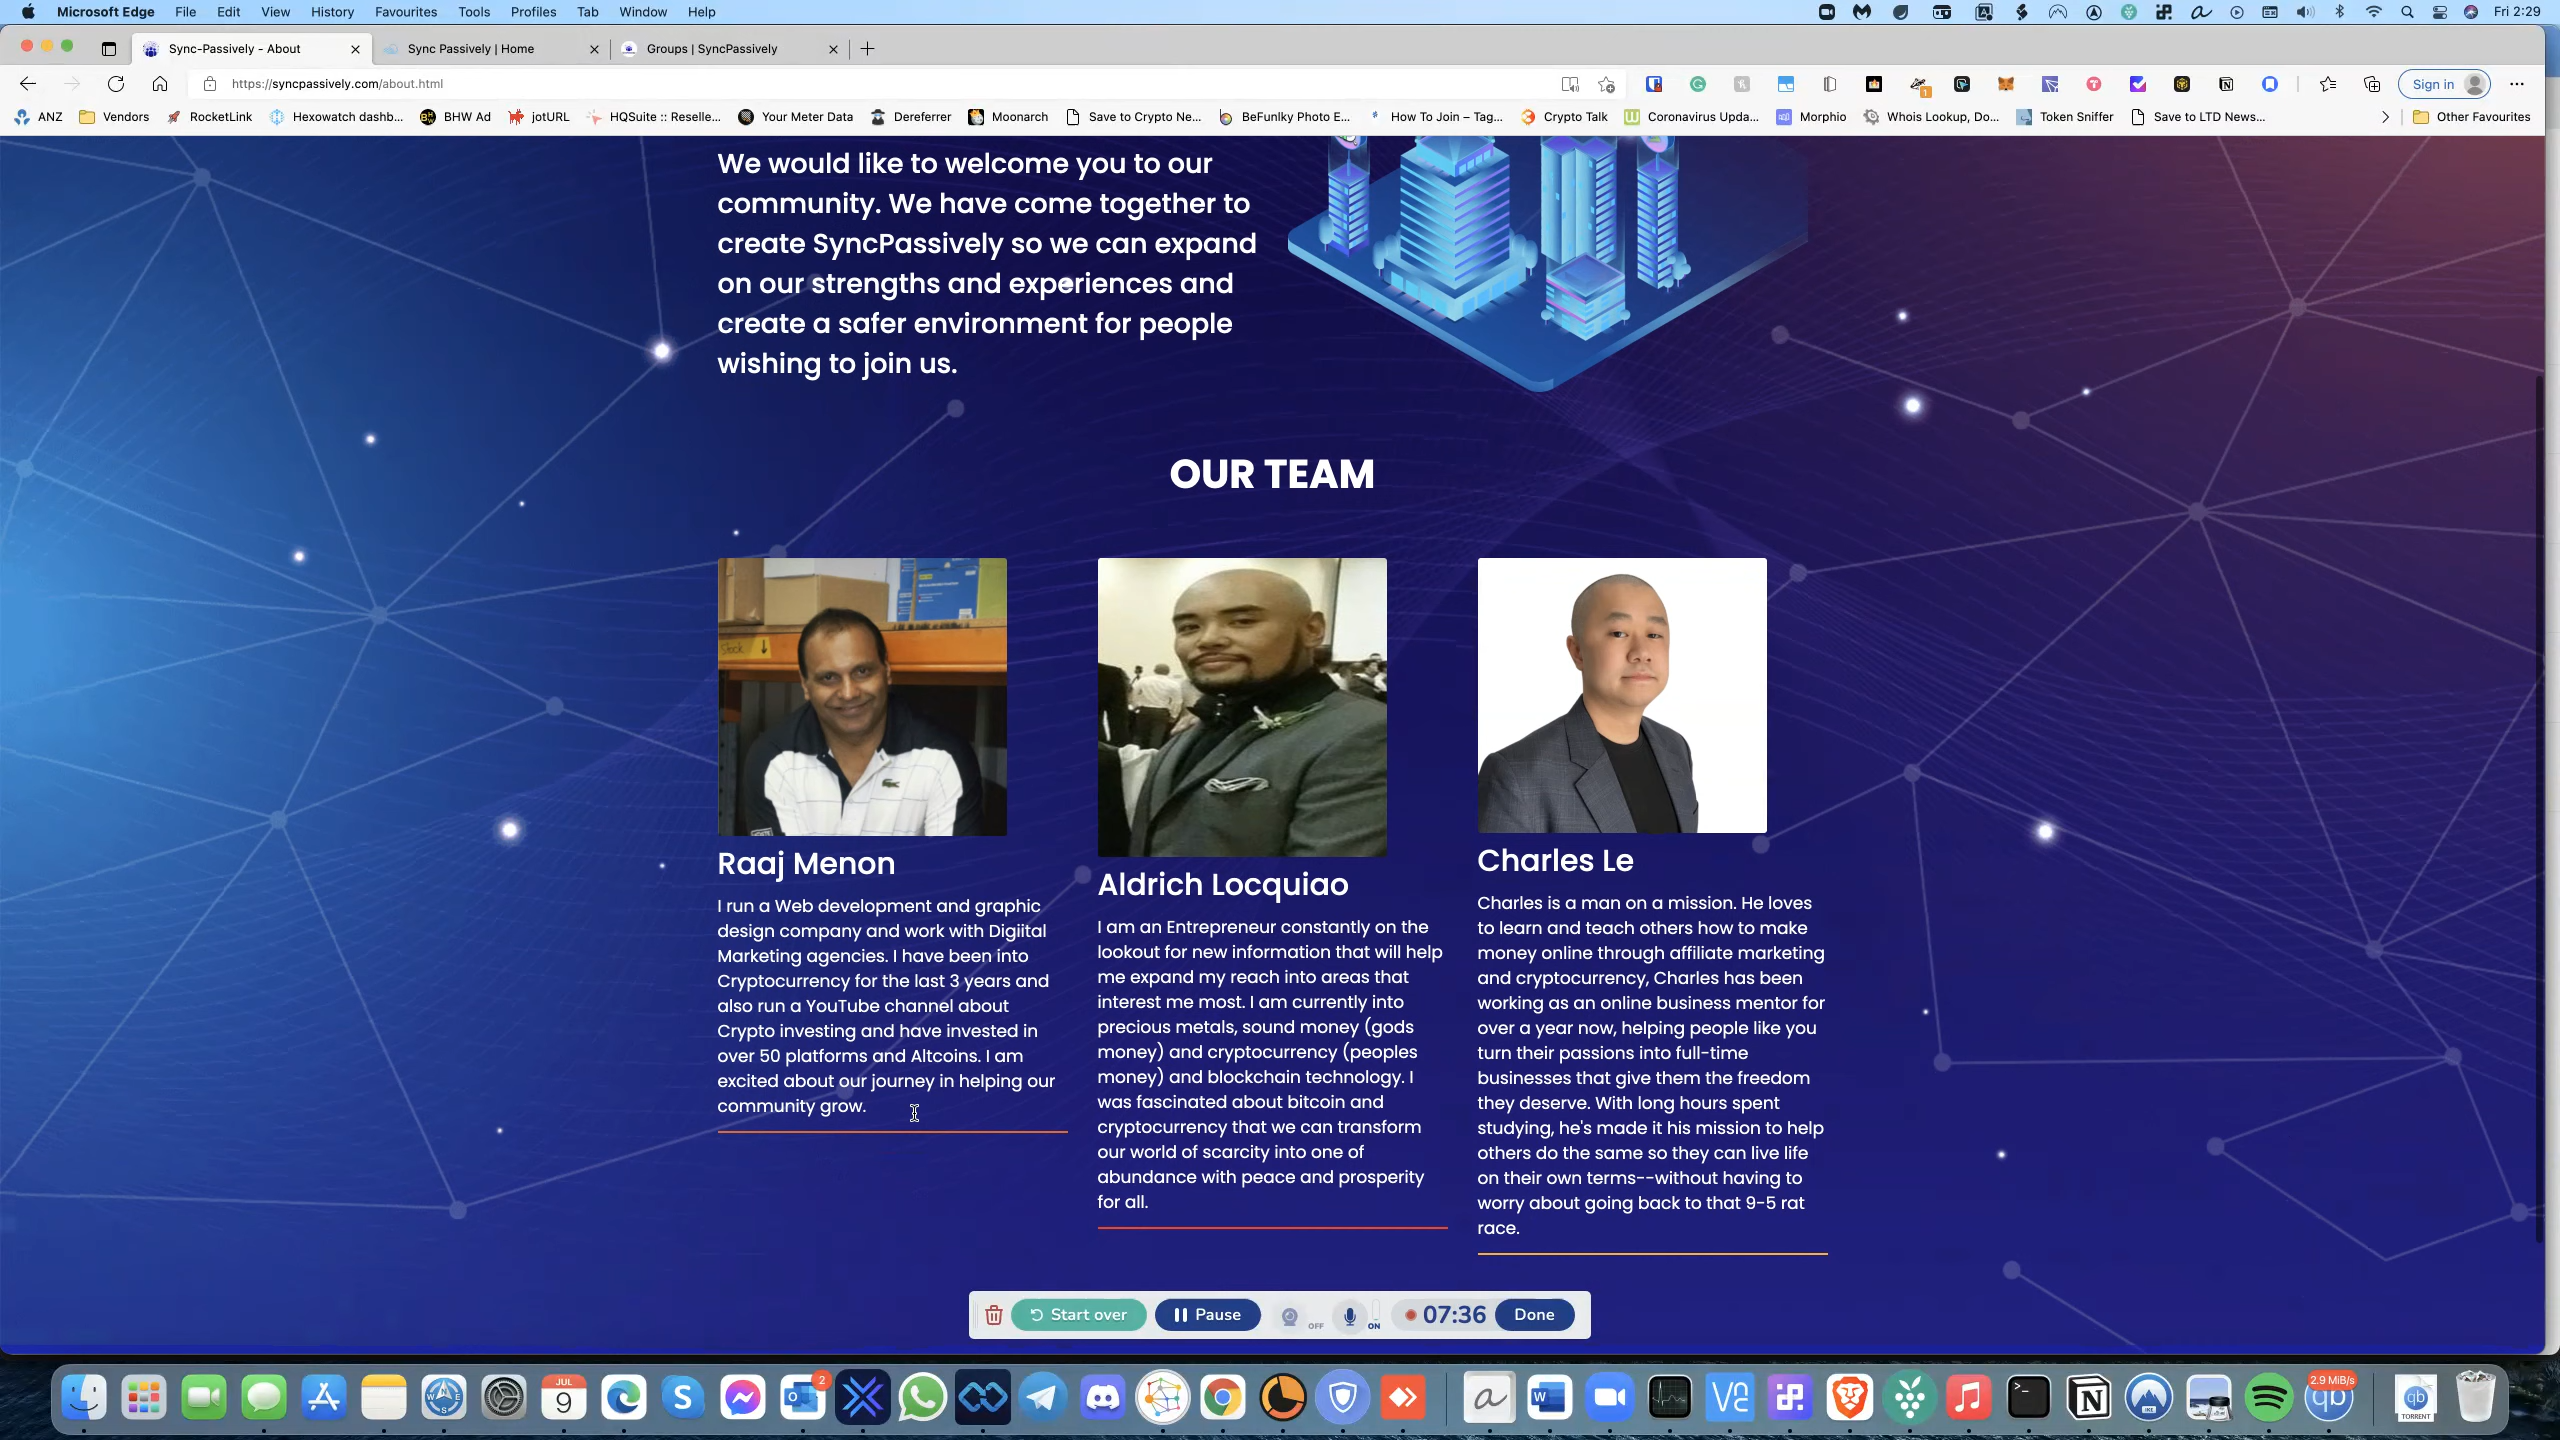 Microsoft Edge File Edit View History Favourites Tools Profiles Tab Window Help Fri 2:29
Sync-Passively - About Sync Passively | Home Groups | SyncPassively
https://syncpassively.com/about.html Sign in
ANZ Vendors RocketLink Hexowatch dashb... BHW Ad jotURL HQSuite :: Reselle... Your Meter Data Dereferrer Moonarch Save to Crypto Ne... BeFunlky Photo E... How To Join – Tag... Crypto Talk Coronavirus Upda... Morphio Whois Lookup, Do... Token Sniffer Save to LTD News... Other Favourites
We would like to welcome you to our
community. We have come together to
create SyncPassively so we can expand
on our strengths and experiences and
create a safer environment for people
wishing to join us.
OUR TEAM
Stock
Raaj Menon
I run a Web development and graphic
design company and work with Digiital
Marketing agencies. I have been into
Cryptocurrency for the last 3 years and
also run a YouTube channel about
Crypto investing and have invested in
over 50 platforms and Altcoins. I am
excited about our journey in helping our
community grow.
Aldrich Locquiao
I am an Entrepreneur constantly on the
lookout for new information that will help
me expand my reach into areas that
interest me most. I am currently into
precious metals, sound money (gods
money) and cryptocurrency (peoples
money) and blockchain technology. I
was fascinated about bitcoin and
cryptocurrency that we can transform
our world of scarcity into one of
abundance with peace and prosperity
for all.
Charles Le
Charles is a man on a mission. He loves
to learn and teach others how to make
money online through affiliate marketing
and cryptocurrency, Charles has been
working as an online business mentor for
over a year now, helping people like you
turn their passions into full-time
businesses that give them the freedom
they deserve. With long hours spent
studying, he's made it his mission to help
others do the same so they can live life
on their own terms--without having to
worry about going back to that 9-5 rat
race.
Start over Pause OFF ON 07:36 Done
JUL
9
2
2.9 MiB/s
qb
TORRENT